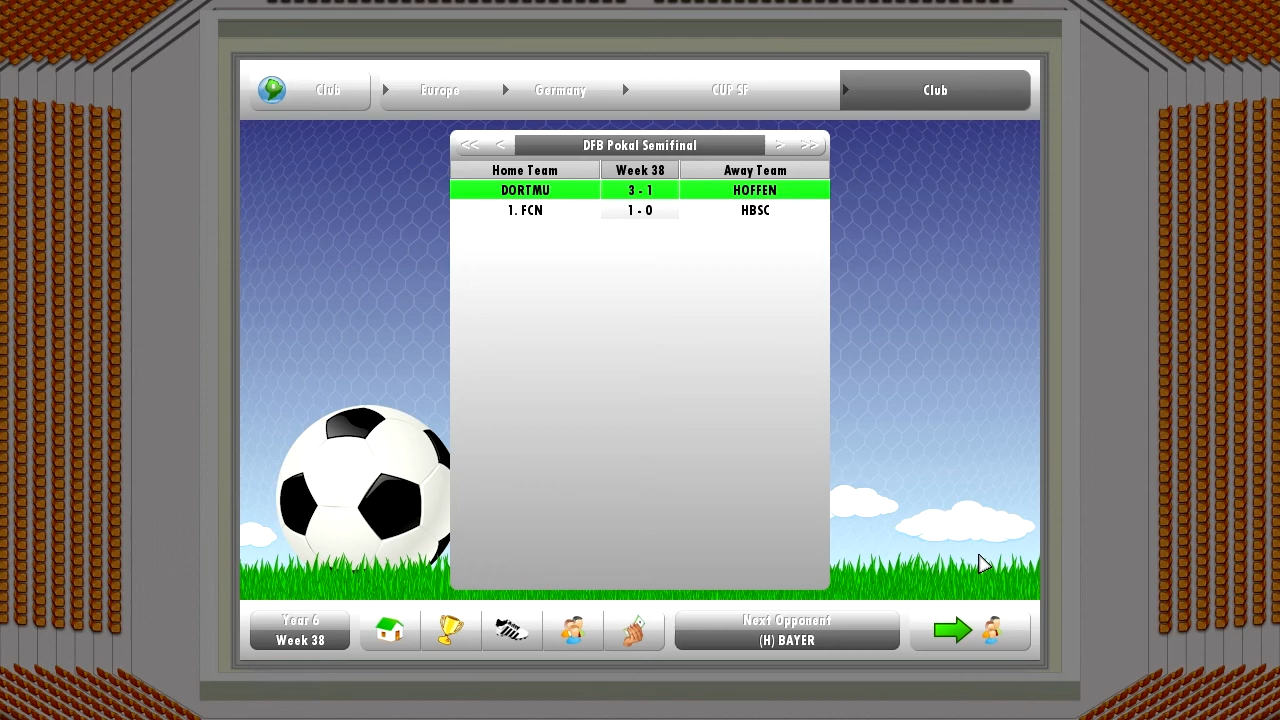 Club Europe Germany CUP SF Club
<< < DFB Pokal Semifinal > >>
Home Team Week 38 Away Team
DORTMU 3 - 1 HOFFEN
1. FCN 1 - 0 HBSC
Year 6 Next Opponent
Week 38 (H) BAYER